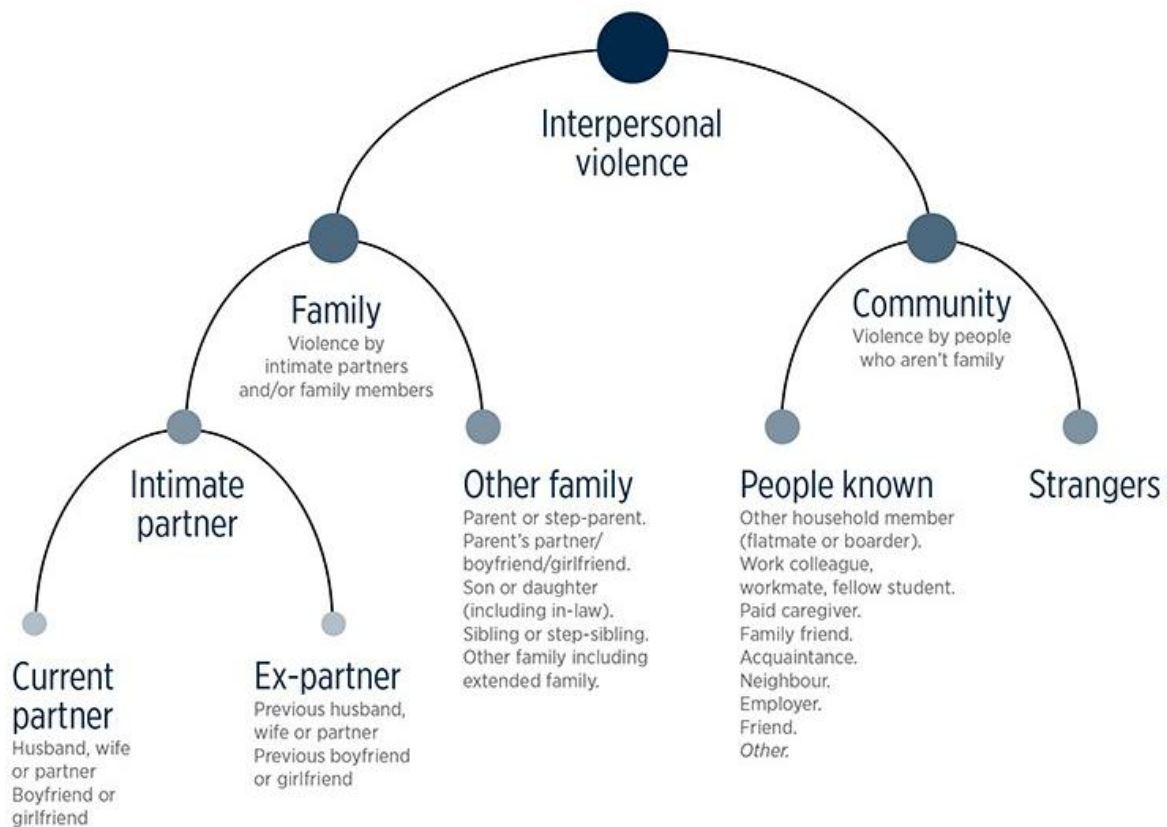 Interpersonal
violence
Family
Violence by
intimate partners
and/or family members
Community
Violence by people
who aren't family
Intimate
partner
Other family
Parent or step-parent.
Parent's partner/
boyfriend/girlfriend.
Son or daughter
(including in-law).
Sibling or step-sibling.
Other family including
extended family.
People known
Other household member
(flatmate or boarder).
Work colleague,
workmate, fellow student.
Paid caregiver.
Family friend.
Acquaintance.
Neighbour.
Employer.
Friend.
Other.
Strangers
Current
partner
Husband, wife
or partner
Boyfriend or
girlfriend
Ex-partner
Previous husband,
wife or partner
Previous boyfriend
or girlfriend